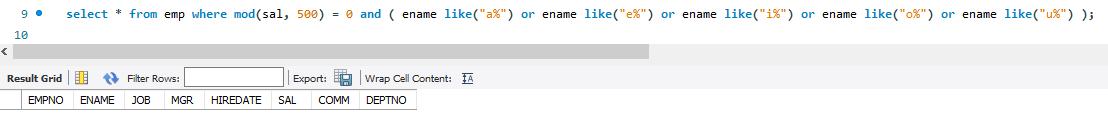 9 select * from emp where mod(sal, 500) = 0 and ( ename like("a%") or ename like("e%") or ename like("i%") or ename like("o%") or ename like("u%") );
10
Result Grid Filter Rows: Export: Wrap Cell Content:
EMPNO ENAME JOB MGR HIREDATE SAL COMM DEPTNO